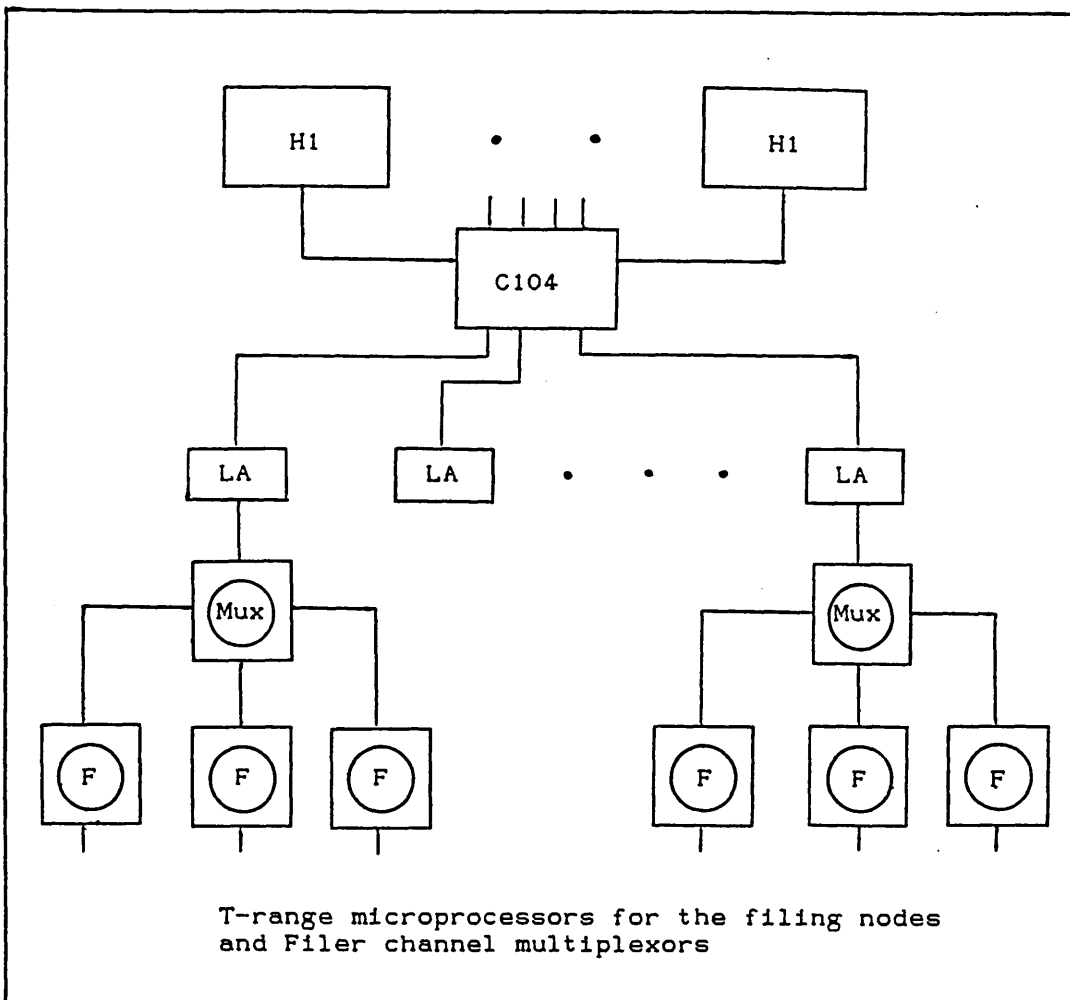 H1 H1
C104
LA LA LA
Mux Mux
F F F F F F
T-range microprocessors for the filing nodes
and Filer channel multiplexors